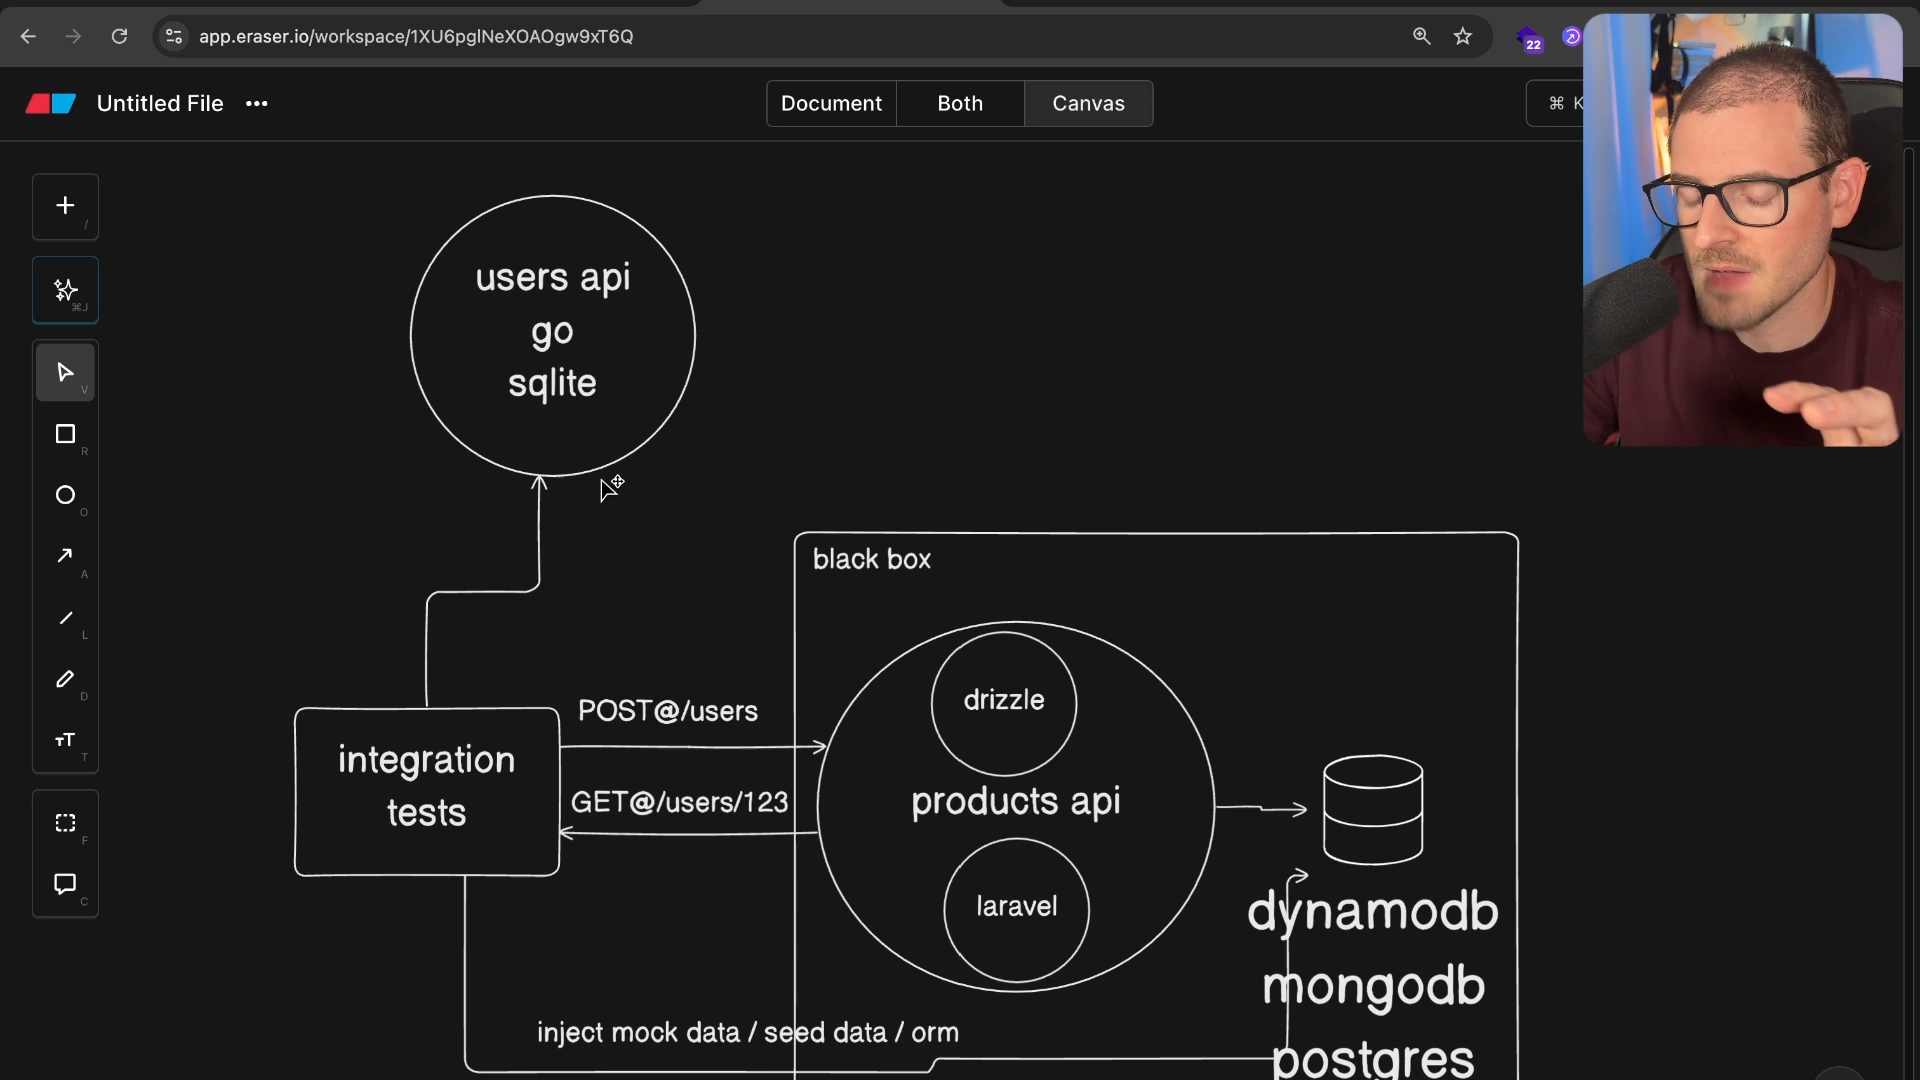 app.eraser.io/workspace/1XU6pglNeXOAOgw9xT6Q
22
Untitled File
Document
Both
Canvas
⌘ K
/
⌘J
V
R
O
A
L
D
T
F
C
users api
go
sqlite
black box
drizzle
POST@/users
integration
tests
GET@/users/123
products api
laravel
dynamodb
mongodb
postgres
inject mock data / seed data / orm